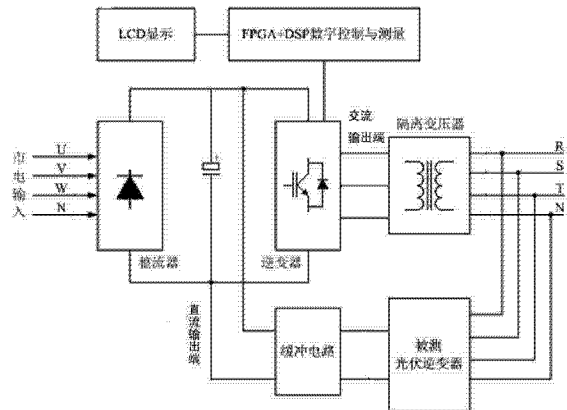 LCD显示
FPGA+DSP数字控制与测量
交流
输出端
隔离变压器
市电输入
U
V
W
N
R
S
T
N
整流器
逆变器
直流输出端
缓冲电路
被测
光伏逆变器